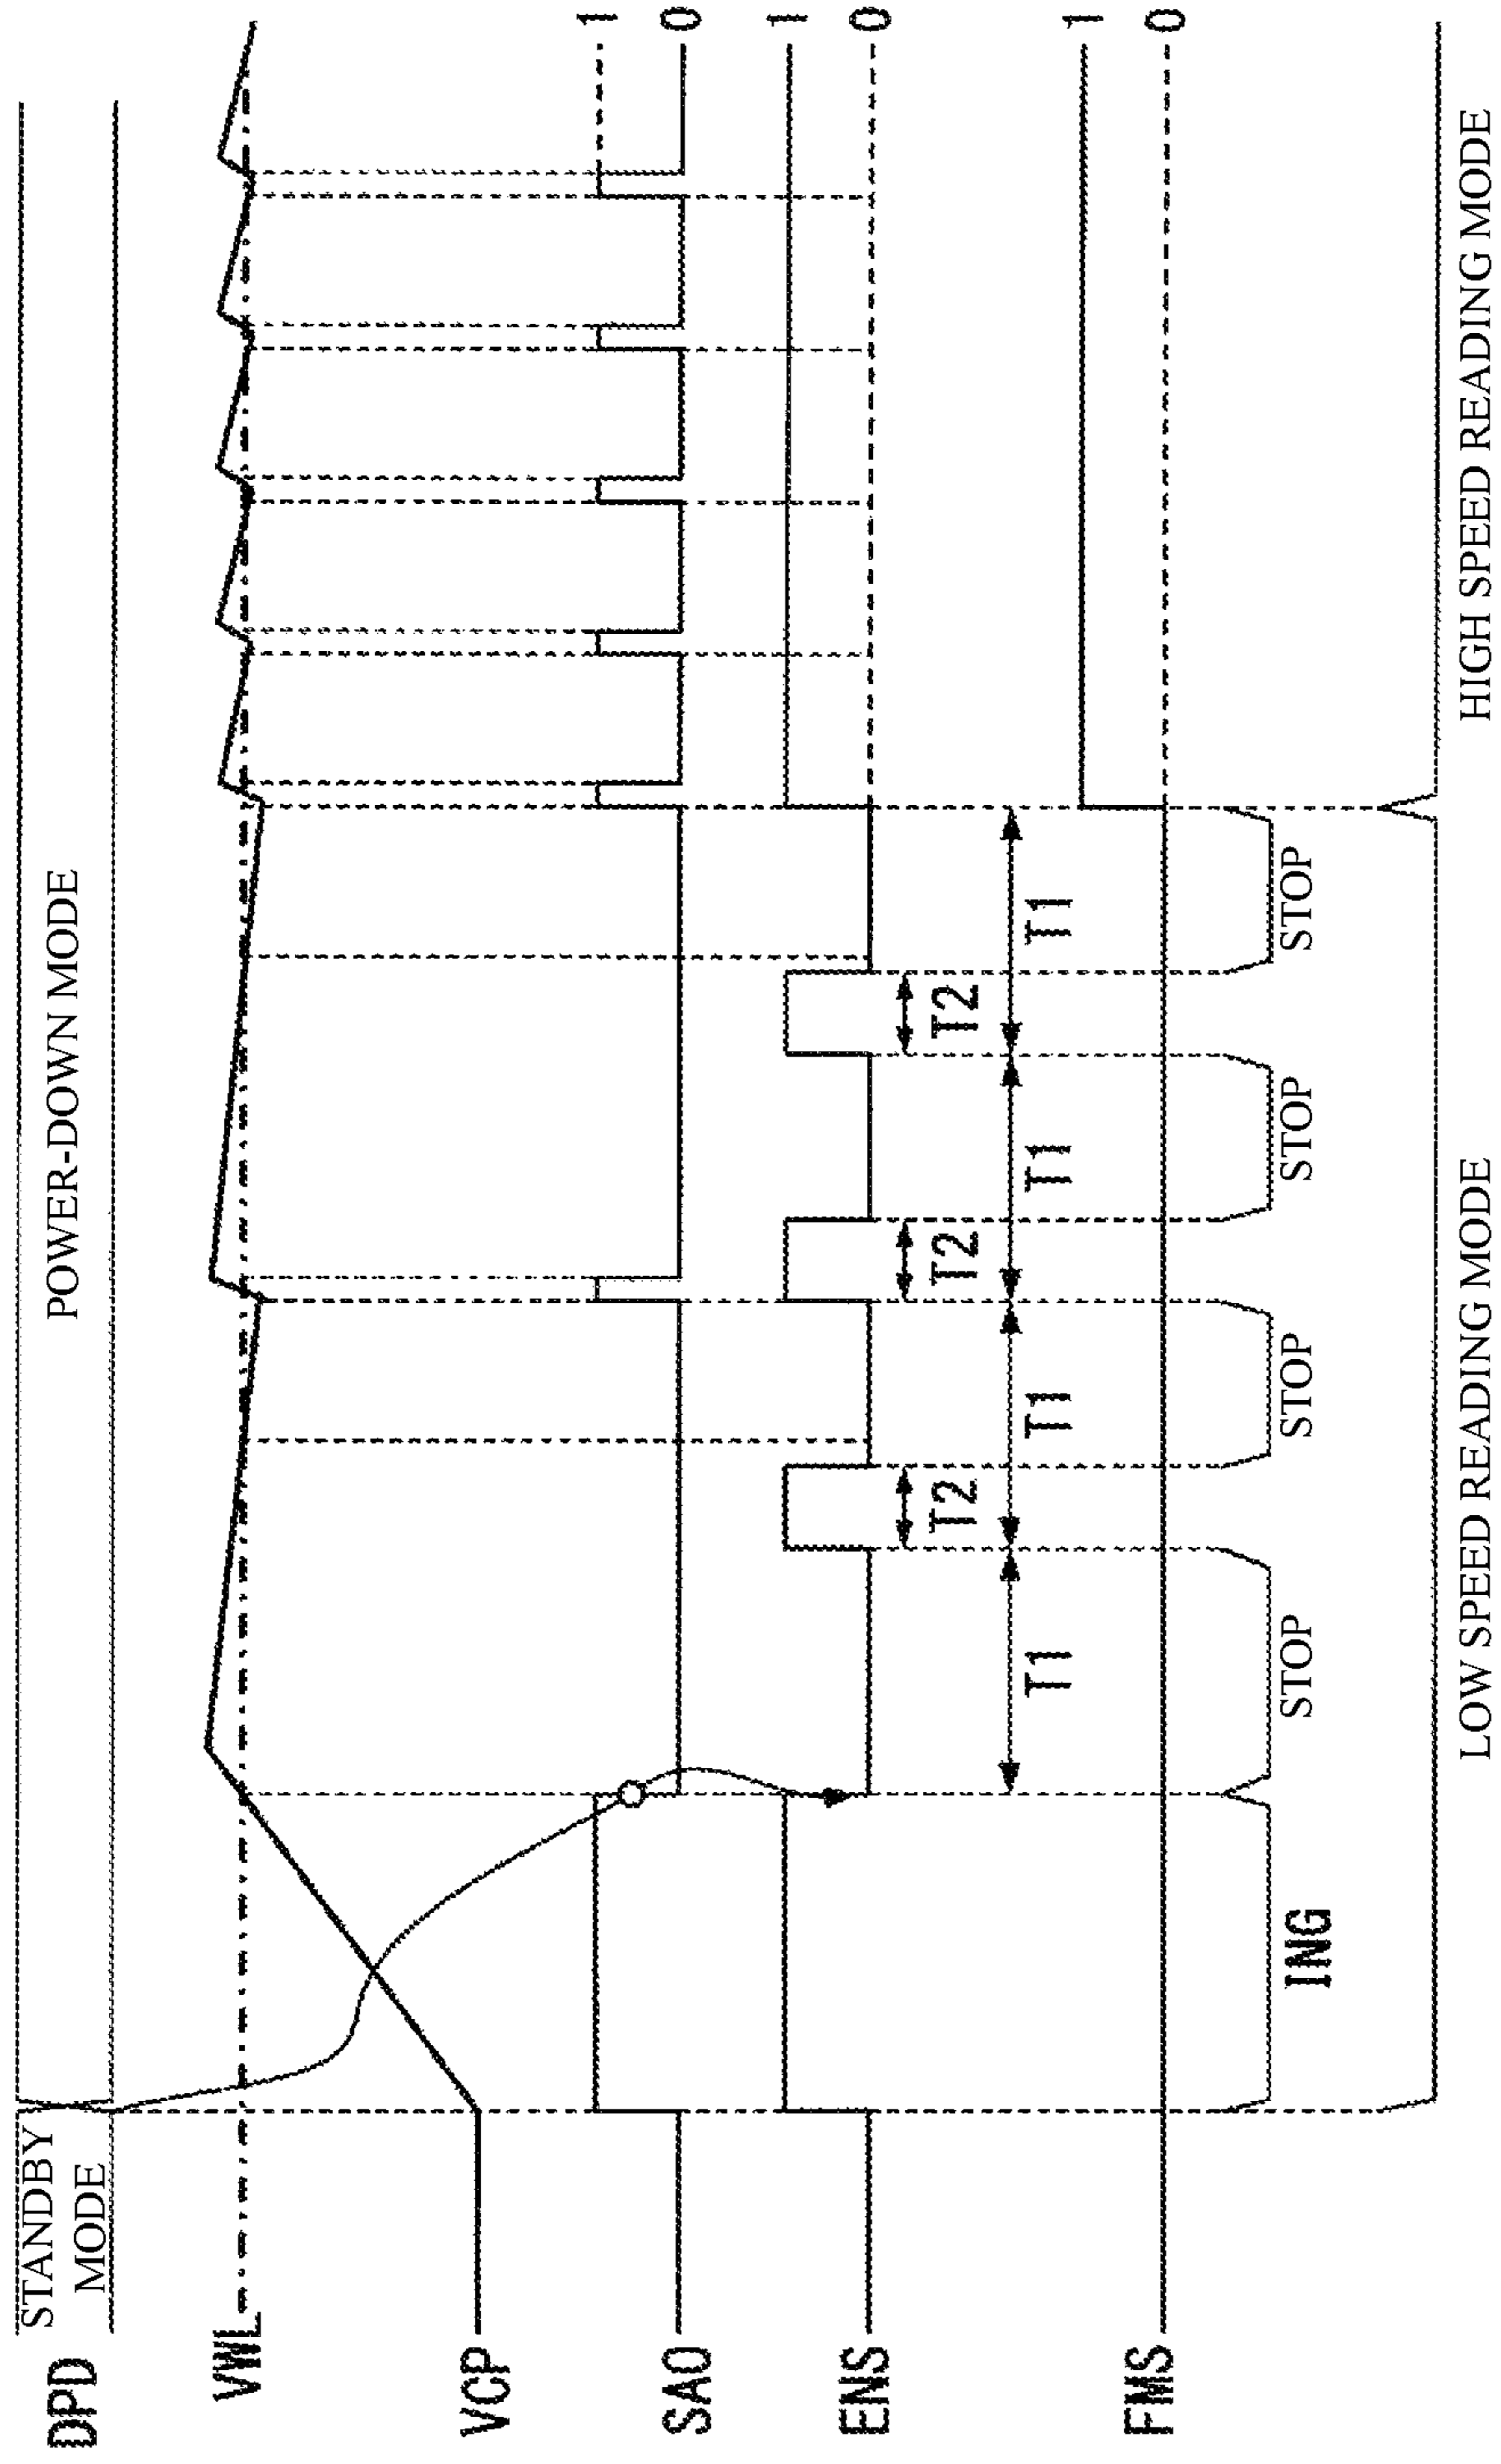 DPD
STANDBY
MODE
POWER-DOWN MODE
VWL
VCP
SAO
1
0
ENS
1
0
T2
T2
T2
T1
T1
T1
T1
FMS
1
0
ING
STOP
STOP
STOP
STOP
LOW SPEED READING MODE
HIGH SPEED READING MODE